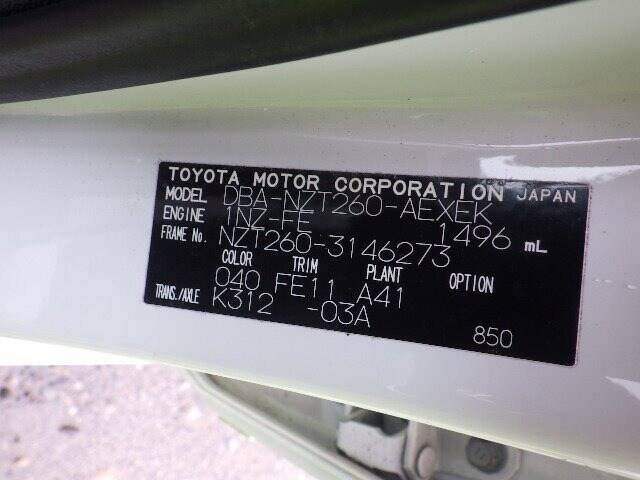 TOYOTA MOTOR CORPORATION JAPAN
MODEL DBA-NZT260-AEXEK
ENGINE 1NZ-FE 1496 mL
FRAME No. NZT260-3146273
COLOR TRIM PLANT OPTION
040 FE11 A41
TRANS./AXLE K312 -03A
850